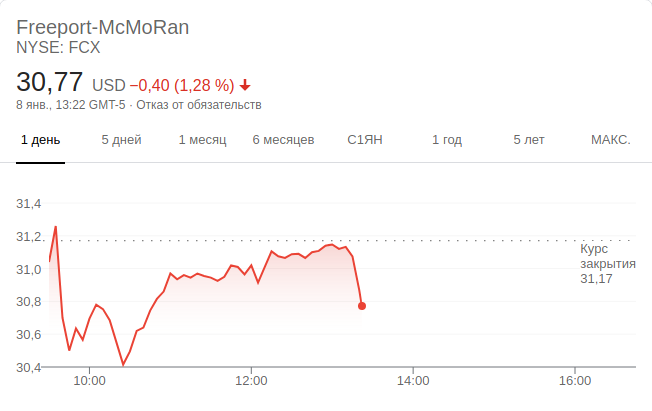 Freeport-McMoRan
NYSE: FCX
30,77 USD −0,40 (1,28 %)
8 янв., 13:22 GMT-5 · Отказ от обязательств
1 день 5 дней 1 месяц 6 месяцев С1ЯН 1 год 5 лет МАКС.
31,4
31,2
31,0
30,8
30,6
30,4
Курс
закрытия
31,17
10:00 12:00 14:00 16:00